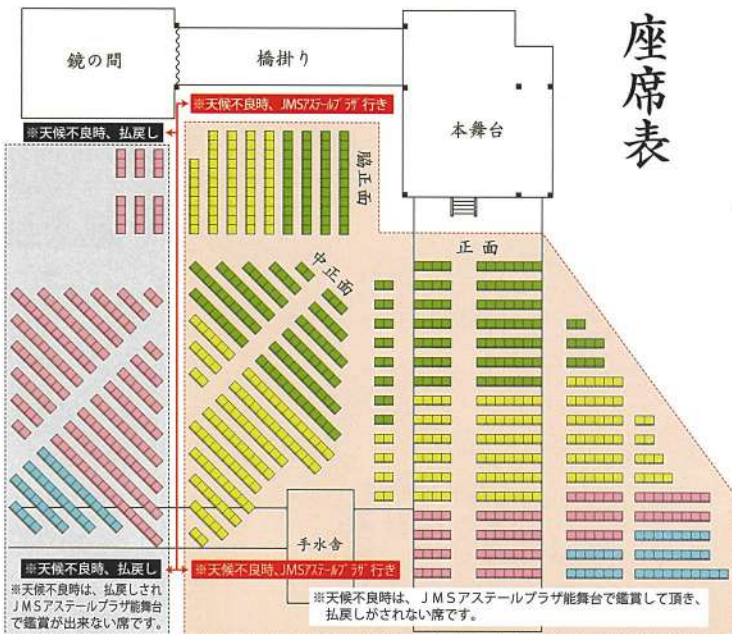 座席表
鏡の間
橋掛り
本舞台
※天候不良時、JMSアステールプラザ行き
※天候不良時、払戻し
脇正面
中正面
正面
手水舎
※天候不良時、払戻し
※天候不良時、JMSアステールプラザ行き
※天候不良時は、払戻しされ
ＪＭＳアステールプラザ能舞台
で鑑賞が出来ない席です。
※天候不良時は、ＪＭＳアステールプラザ能舞台で鑑賞して頂き、
払戻しがされない席です。